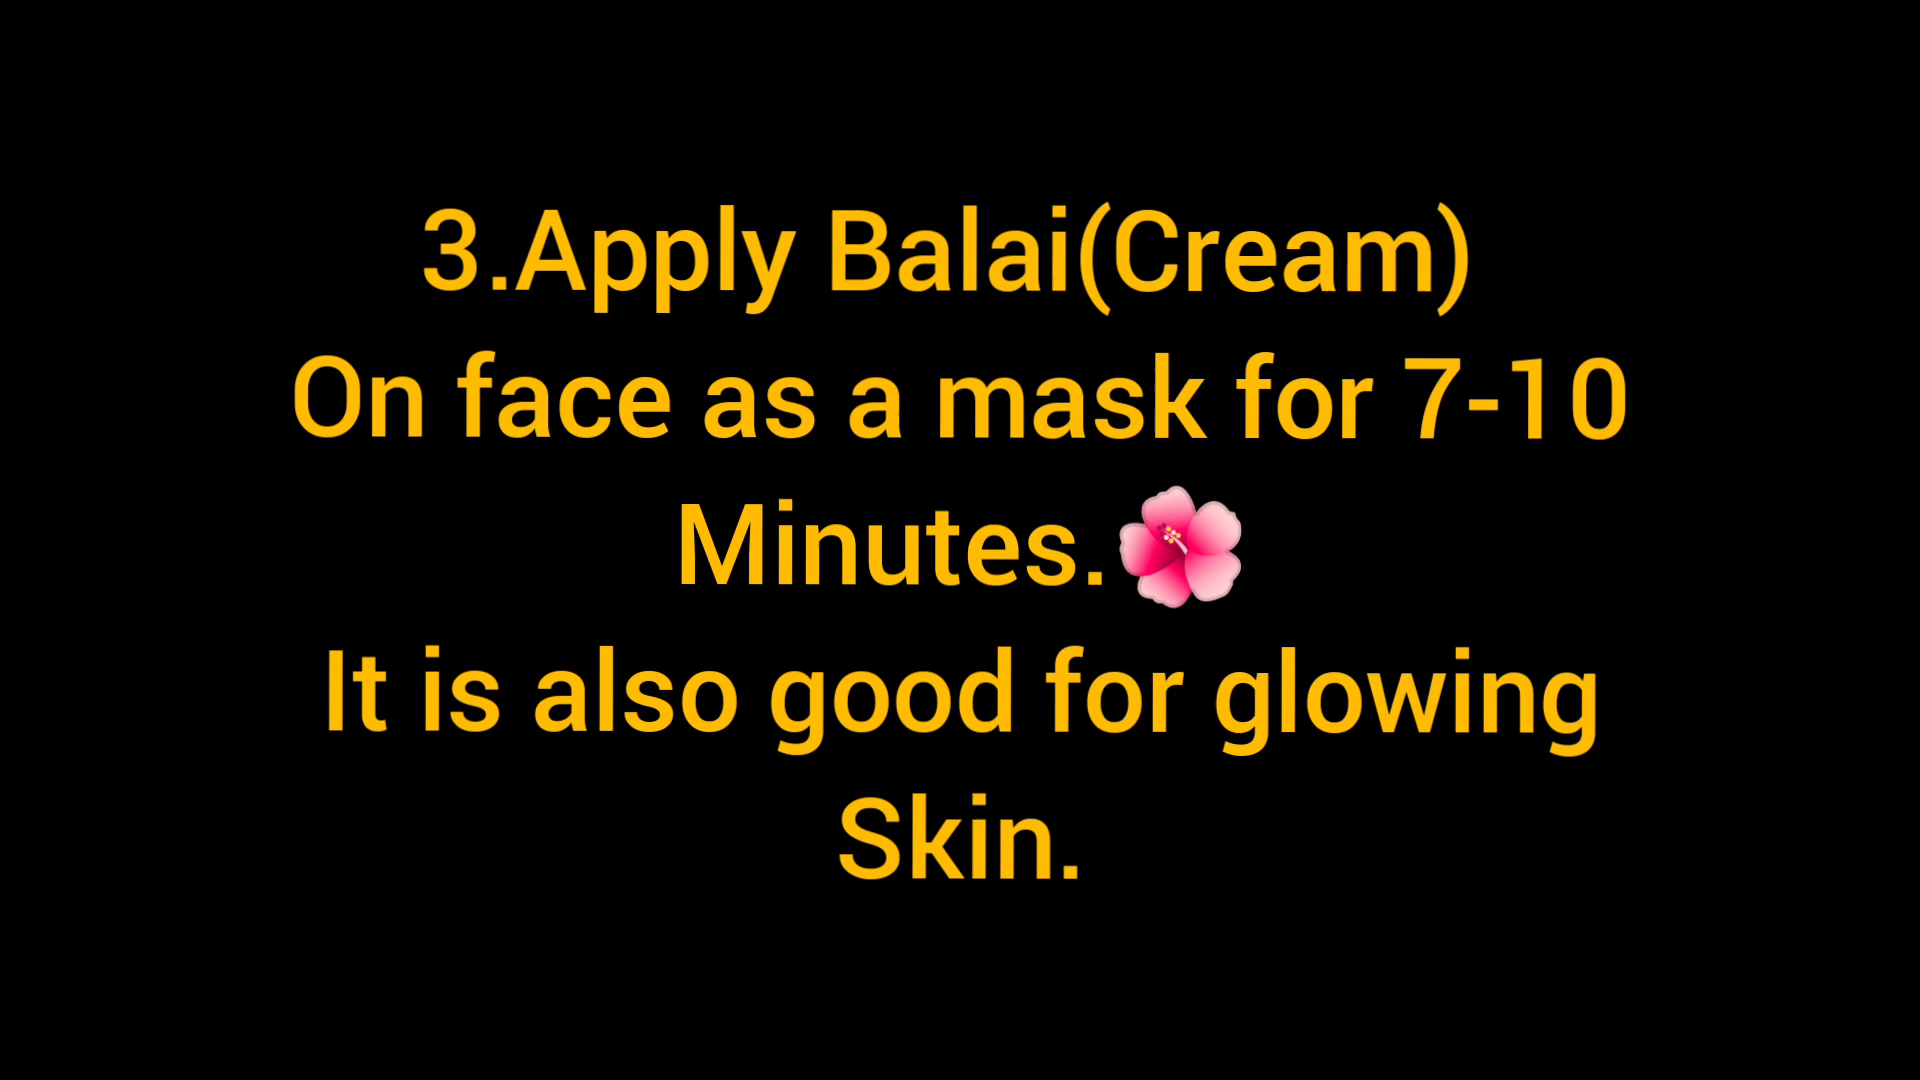 3.Apply Balai(Cream)
On face as a mask for 7-10
Minutes.🌺
It is also good for glowing
Skin.